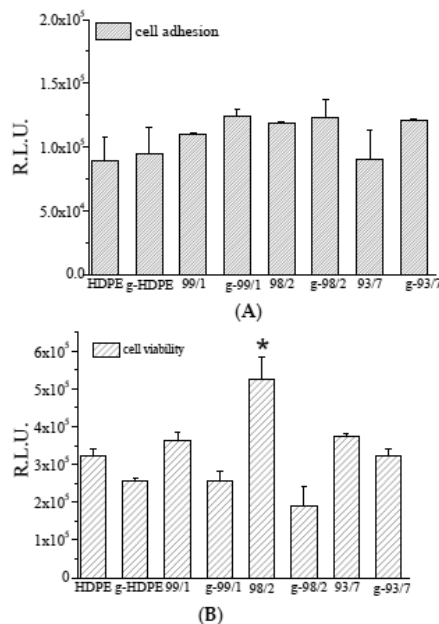 2.0x10⁵
cell adhesion
1.5x10⁵
R.L.U.
1.0x10⁵
5.0x10⁴
0.0
HDPE g-HDPE 99/1 g-99/1 98/2 g-98/2 93/7 g-93/7
(A)
6x10⁵
cell viability
*
5x10⁵
4x10⁵
R.L.U.
3x10⁵
2x10⁵
1x10⁵
0
HDPE g-HDPE 99/1 g-99/1 98/2 g-98/2 93/7 g-93/7
(B)